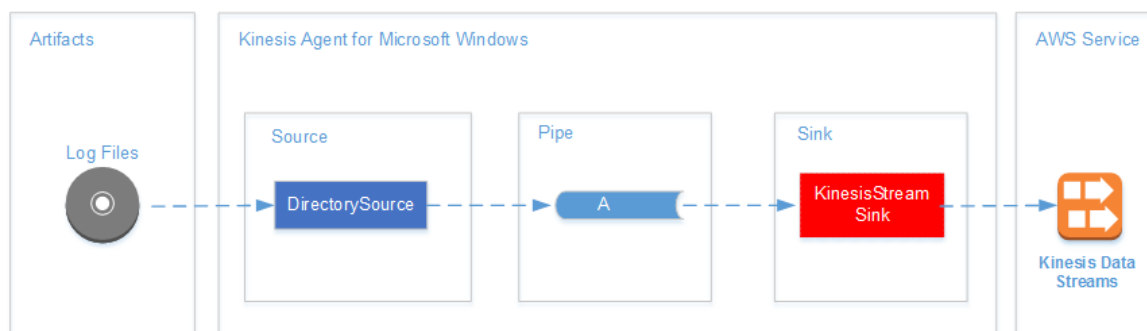 Artifacts
Kinesis Agent for Microsoft Windows
AWS Service
Source
Pipe
Sink
Log Files
DirectorySource
A
KinesisStream
Sink
Kinesis Data
Streams